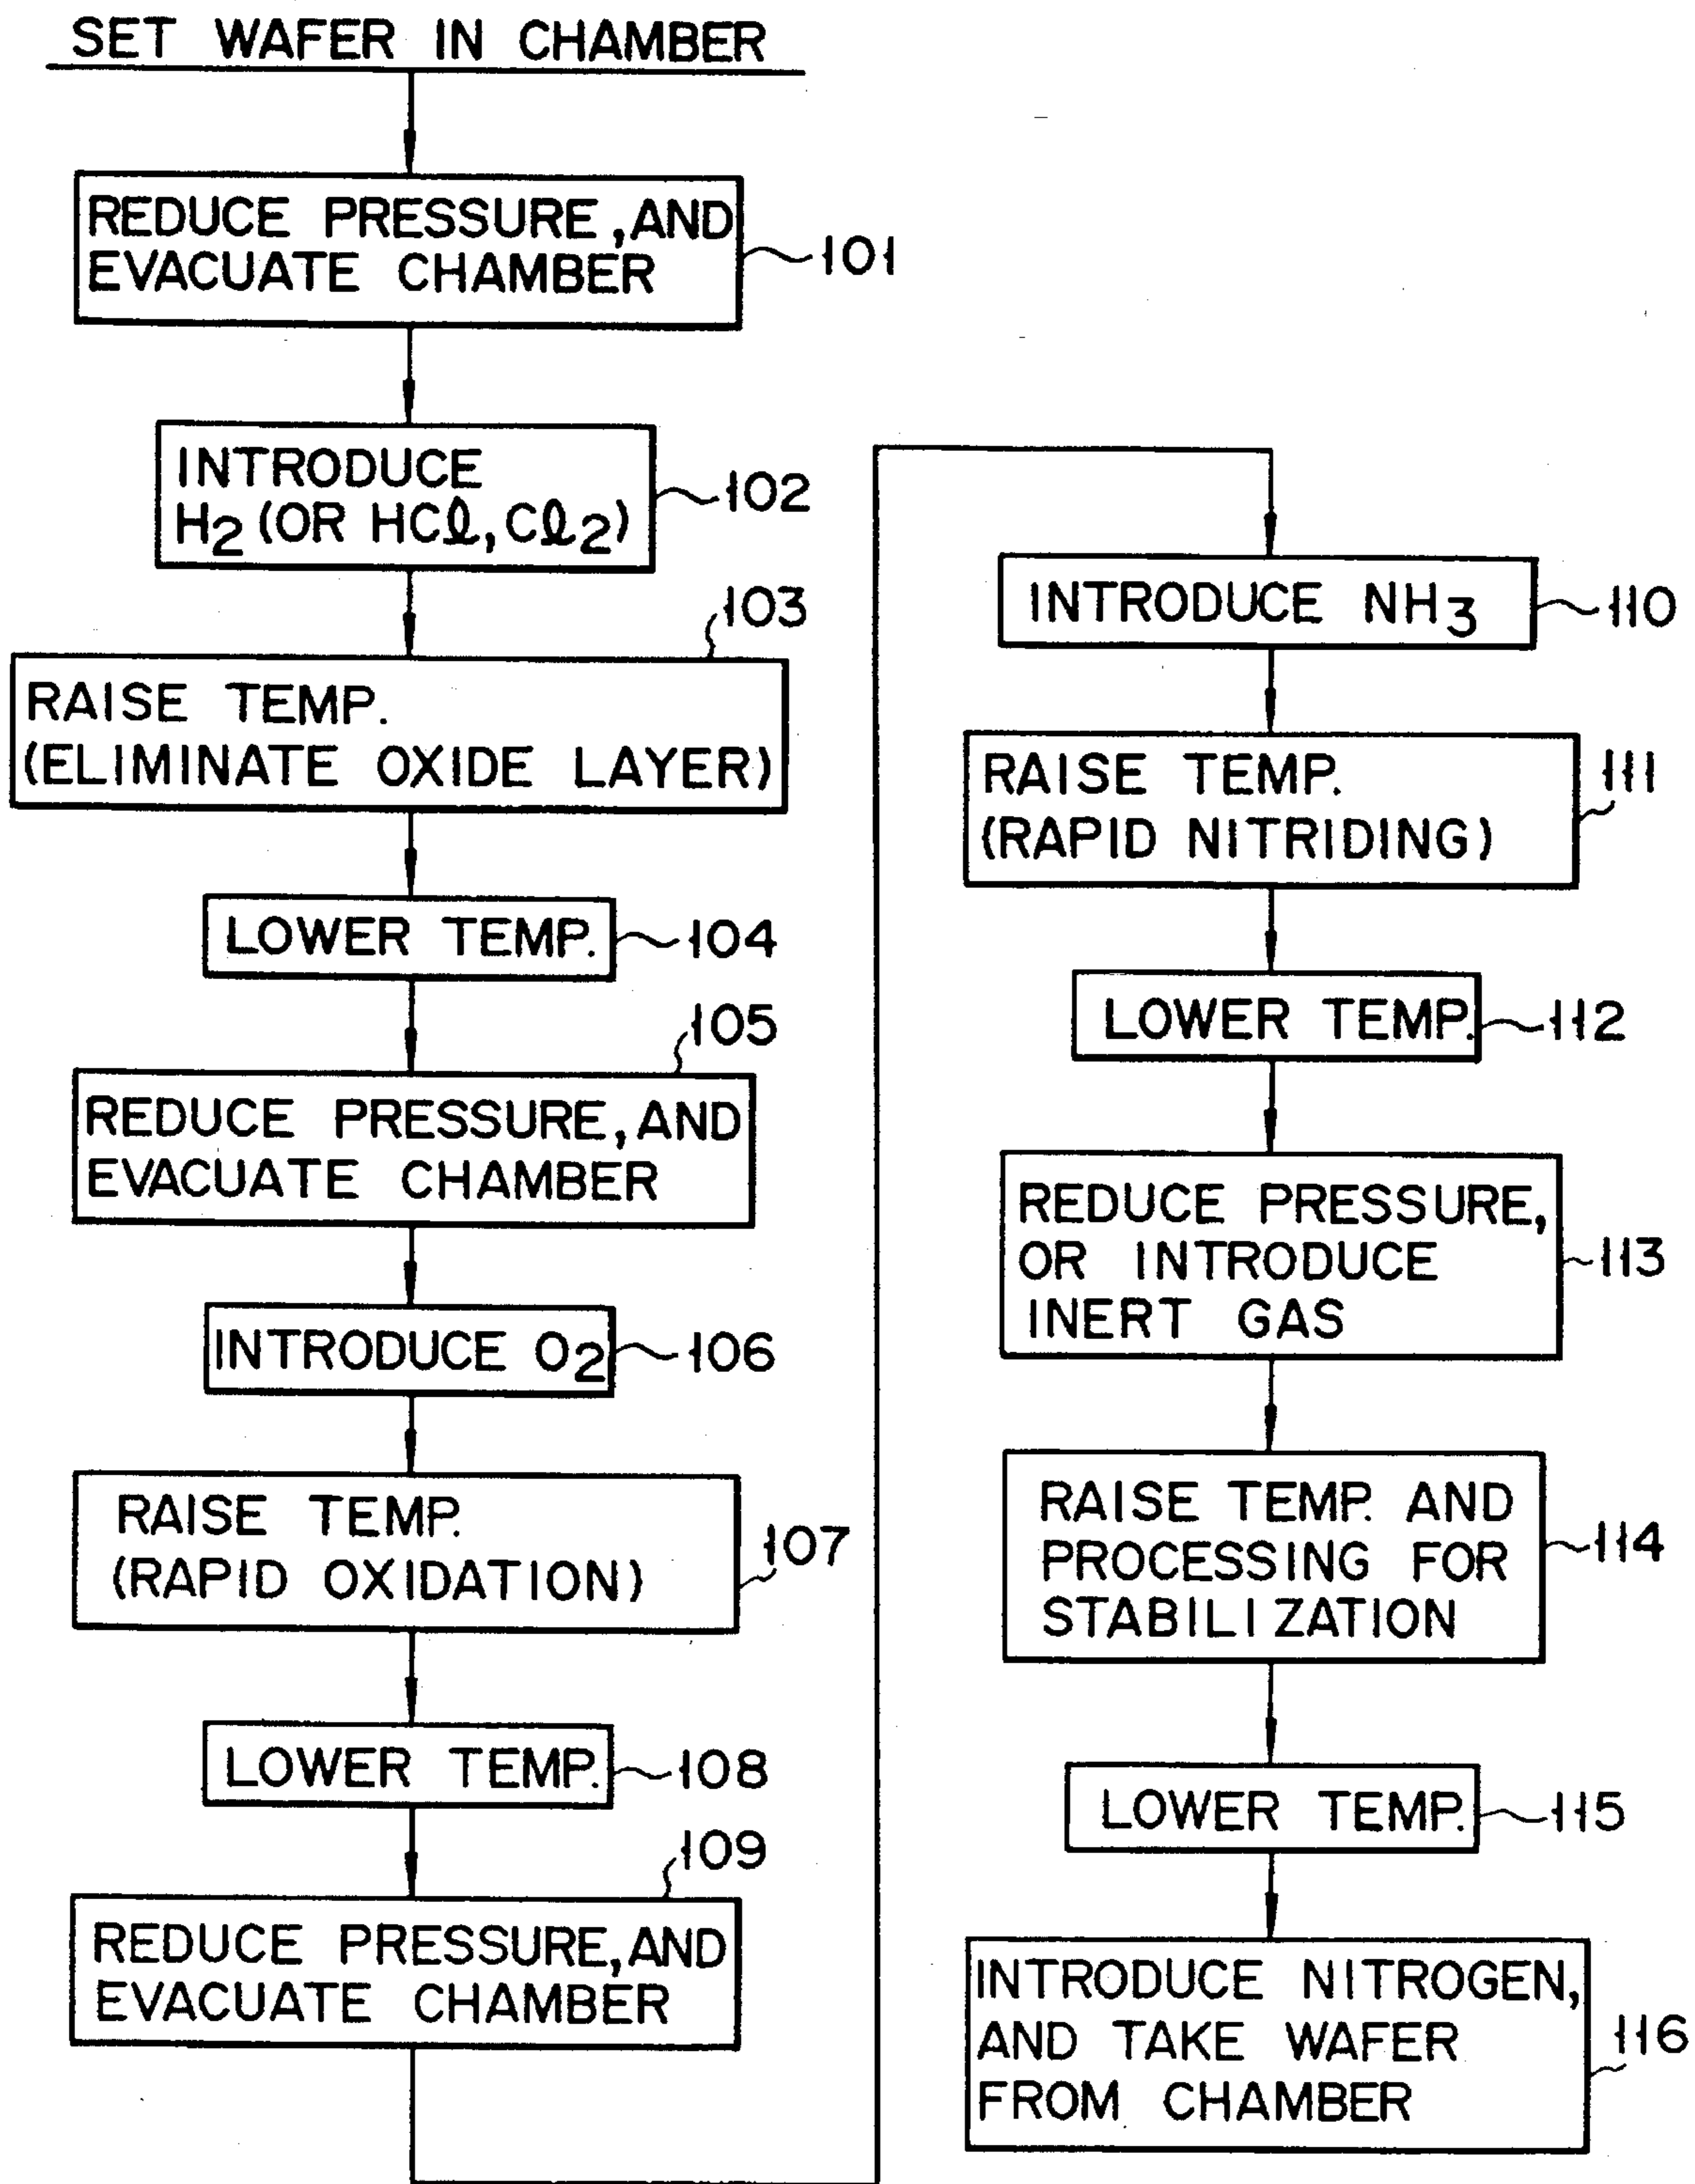 SET WAFER IN CHAMBER
REDUCE PRESSURE, AND
EVACUATE CHAMBER
101
INTRODUCE
H2 (OR HCl, Cl2)
102
103
RAISE TEMP.
(ELIMINATE OXIDE LAYER)
LOWER TEMP.
104
105
REDUCE PRESSURE, AND
EVACUATE CHAMBER
INTRODUCE O2
106
RAISE TEMP.
(RAPID OXIDATION)
107
LOWER TEMP.
108
109
REDUCE PRESSURE, AND
EVACUATE CHAMBER
INTRODUCE NH3
110
RAISE TEMP.
(RAPID NITRIDING)
111
LOWER TEMP.
112
REDUCE PRESSURE,
OR INTRODUCE
INERT GAS
113
RAISE TEMP. AND
PROCESSING FOR
STABILIZATION
114
LOWER TEMP.
115
INTRODUCE NITROGEN,
AND TAKE WAFER
FROM CHAMBER
116